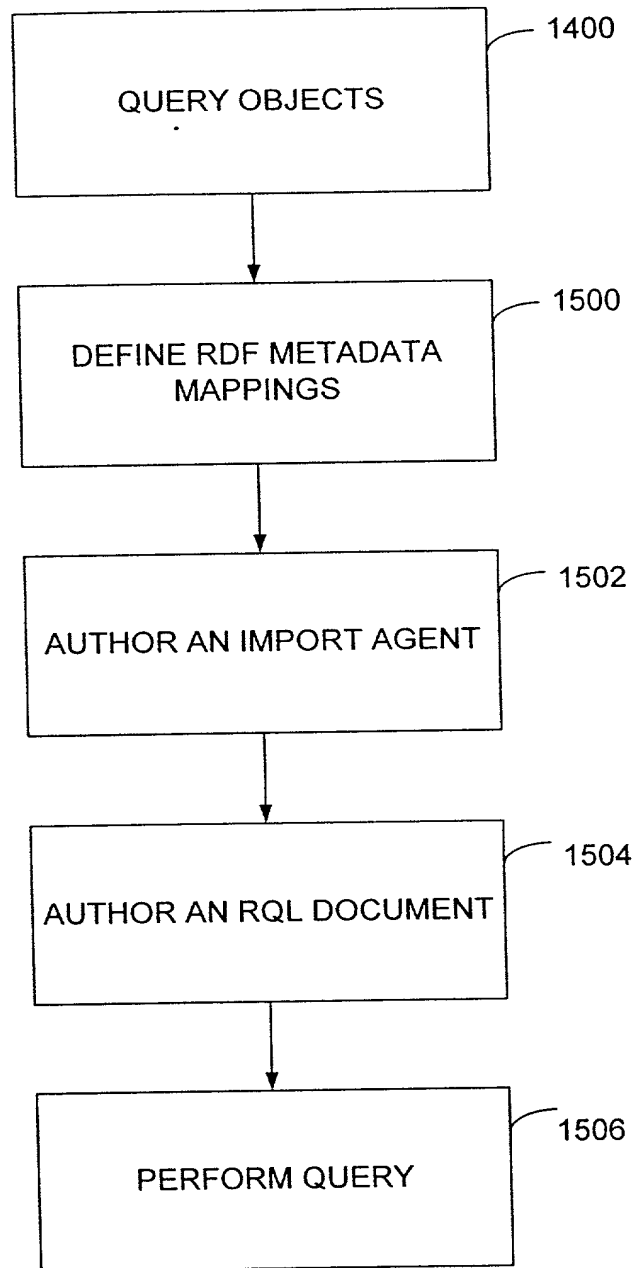 1400
QUERY OBJECTS
1500
DEFINE RDF METADATA
MAPPINGS
1502
AUTHOR AN IMPORT AGENT
1504
AUTHOR AN RQL DOCUMENT
1506
PERFORM QUERY